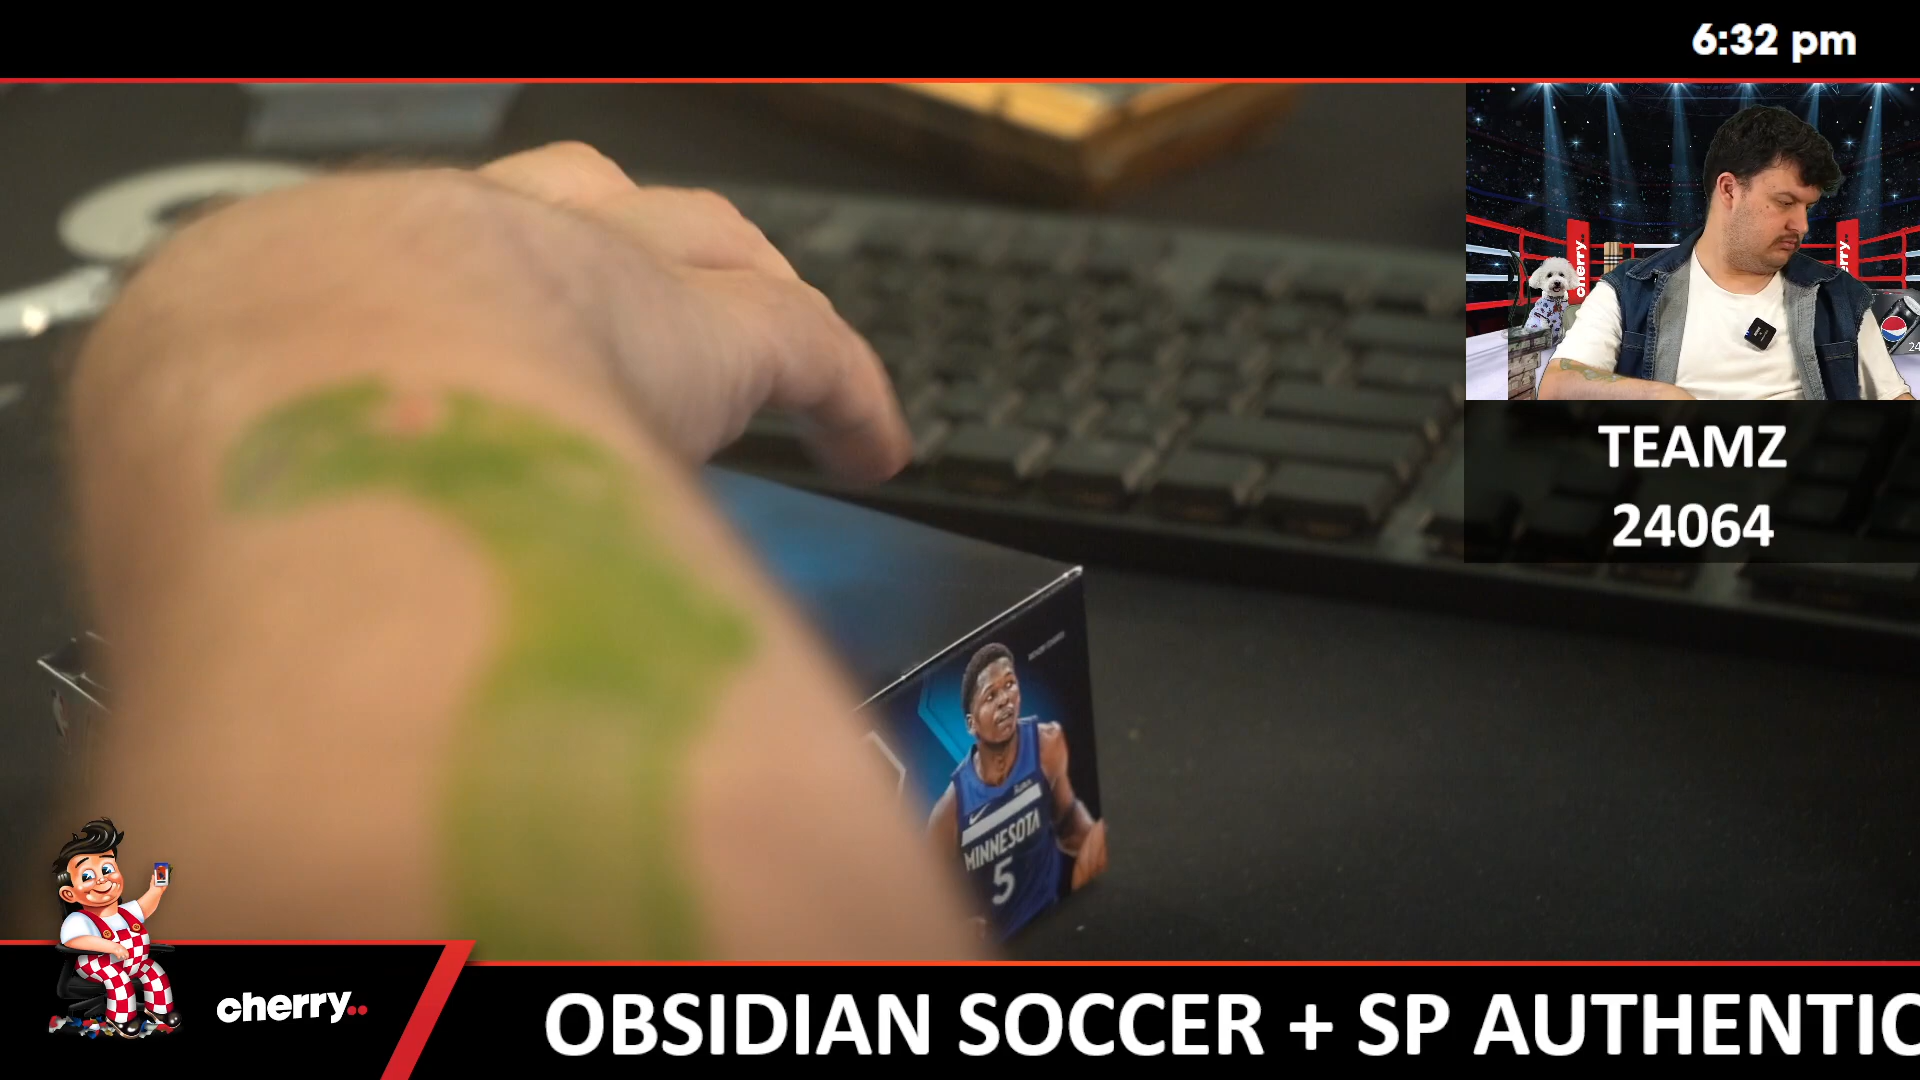 6:32 pm
cherry
TEAMZ
24064
MINNESOTA
5
cherry..
OBSIDIAN SOCCER + SP AUTHENTIC